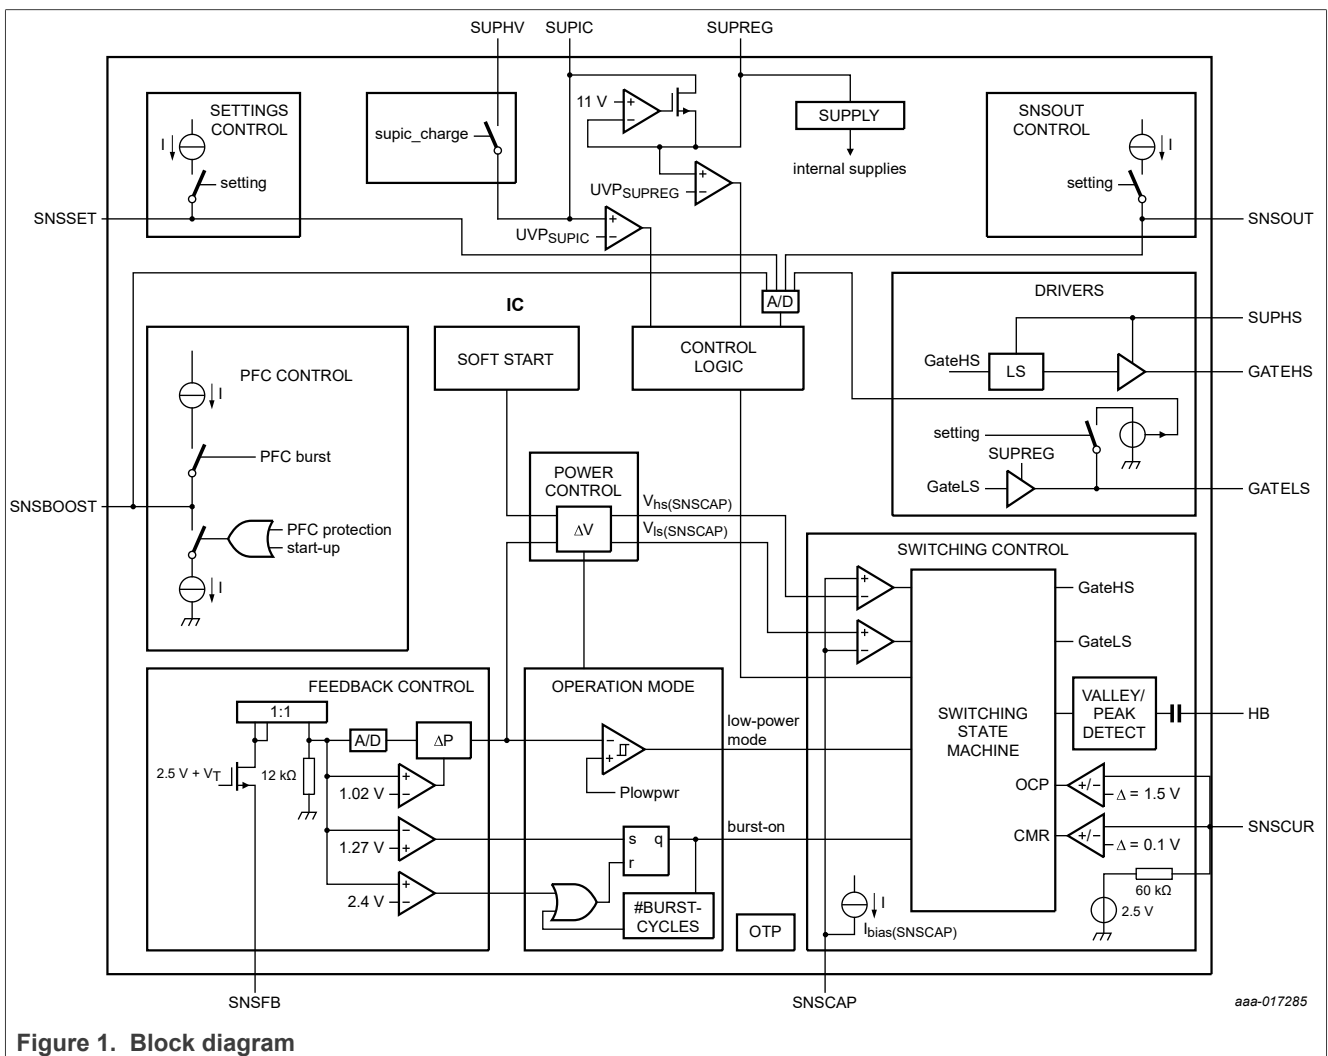 SUPHV
SUPIC
SUPREG
SETTINGS
CONTROL
I
setting
supic_charge
11 V
+
−
SUPPLY
internal supplies
SNSOUT
CONTROL
I
setting
UVPSUPREG
+
−
UVPSUPIC
+
−
SNSSET
SNSOUT
A/D
IC
DRIVERS
SUPHS
GateHS
LS
GATEHS
setting
SUPREG
GateLS
GATELS
SOFT START
CONTROL
LOGIC
PFC CONTROL
I
PFC burst
SNSBOOST
PFC protection
start-up
I
POWER
CONTROL
ΔV
Vhs(SNSCAP)
Vls(SNSCAP)
SWITCHING CONTROL
+
−
GateHS
+
−
GateLS
SWITCHING
STATE
MACHINE
VALLEY/
PEAK
DETECT
HB
OCP
+/−
Δ = 1.5 V
CMR
+/−
Δ = 0.1 V
SNSCUR
60 kΩ
2.5 V
I
Ibias(SNSCAP)
FEEDBACK CONTROL
1:1
A/D
ΔP
2.5 V + VT
12 kΩ
+
1.02 V
−
−
1.27 V
+
+
2.4 V
−
OPERATION MODE
−
+
Plowpwr
low-power
mode
s
q
r
burst-on
#BURST-
CYCLES
OTP
SNSFB
SNSCAP
aaa-017285
Figure 1. Block diagram